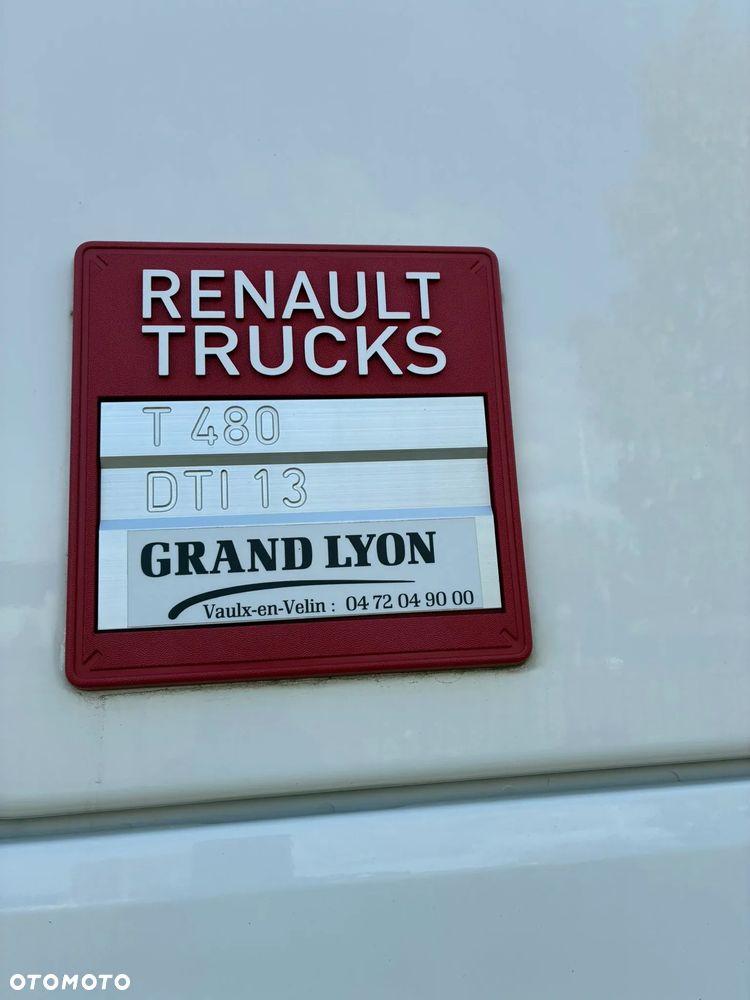 RENAULT
TRUCKS
T 480
DTI 13
GRAND LYON
Vaulx-en-Velin : 04 72 04 90 00
OTOMOTO